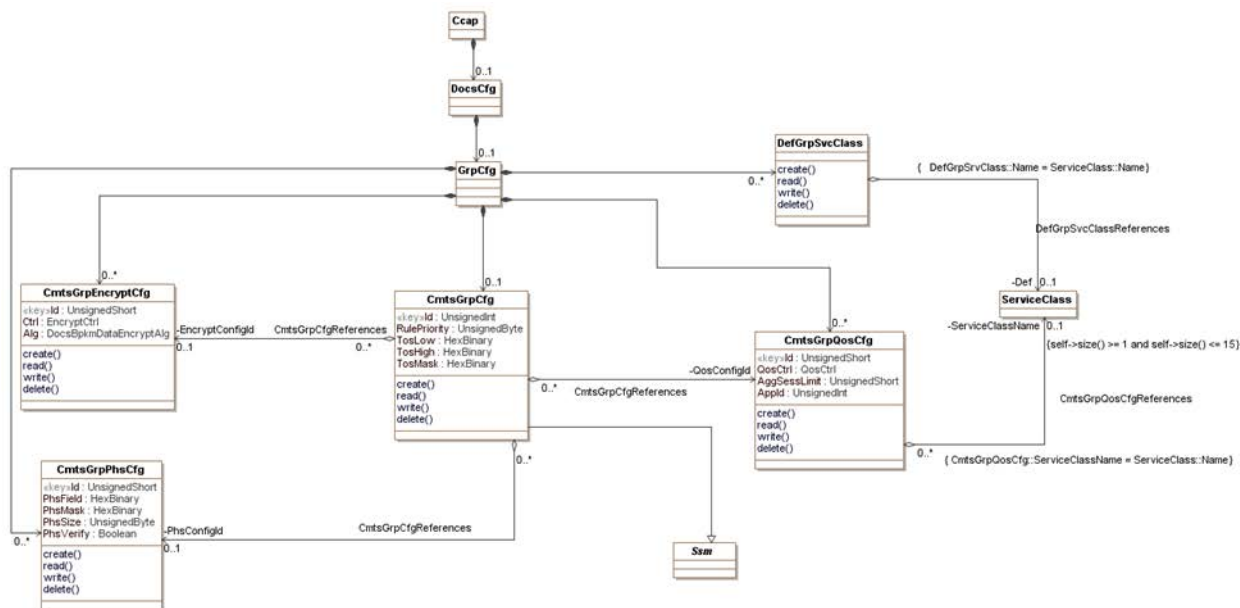 Ccap
0..1
DocsCfg
0..1
GrpCfg
DefGrpSvcClass
create()
read()
write()
delete()
0..*
{ DefGrpSrvClass::Name = ServiceClass::Name}
DefGrpSvcClassReferences
-Def 0..1
ServiceClass
-ServiceClassName 0..1
{self->size() >= 1 and self->size() <= 15}
0..*
CmtsGrpEncryptCfg
«key»Id : UnsignedShort
Ctrl : EncryptCtrl
Alg : DocsBpkmDataEncryptAlg
create()
read()
write()
delete()
-EncryptConfigId
0..1
CmtsGrpCfgReferences
0..*
0..1
CmtsGrpCfg
«key»Id : UnsignedInt
RulePriority : UnsignedByte
TosLow : HexBinary
TosHigh : HexBinary
TosMask : HexBinary
create()
read()
write()
delete()
0..*
CmtsGrpCfgReferences
-QosConfigId
0..*
CmtsGrpQosCfg
«key»Id : UnsignedShort
QosCtrl : QosCtrl
AggSessLimit : UnsignedShort
AppId : UnsignedInt
create()
read()
write()
delete()
0..*
CmtsGrpQosCfgReferences
{ CmtsGrpQosCfg::ServiceClassName = ServiceClass::Name}
0..*
CmtsGrpPhsCfg
«key»Id : UnsignedShort
PhsField : HexBinary
PhsMask : HexBinary
PhsSize : UnsignedByte
PhsVerify : Boolean
create()
read()
write()
delete()
0..*
-PhsConfigId
0..1
CmtsGrpCfgReferences
Ssm